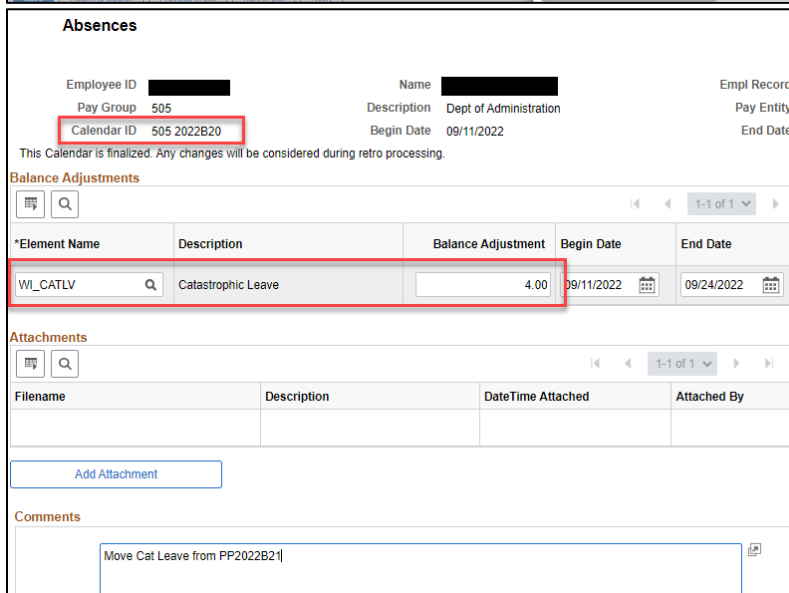 Absences
Employee ID Name Empl Record
Pay Group 505 Description Dept of Administration Pay Entity
Calendar ID 505 2022B20 Begin Date 09/11/2022 End Date
This Calendar is finalized. Any changes will be considered during retro processing.
Balance Adjustments
1-1 of 1
*Element Name Description Balance Adjustment Begin Date End Date
WI_CATLV Catastrophic Leave 4.00 09/11/2022 09/24/2022
Attachments
1-1 of 1
Filename Description DateTime Attached Attached By
Add Attachment
Comments
Move Cat Leave from PP2022B21